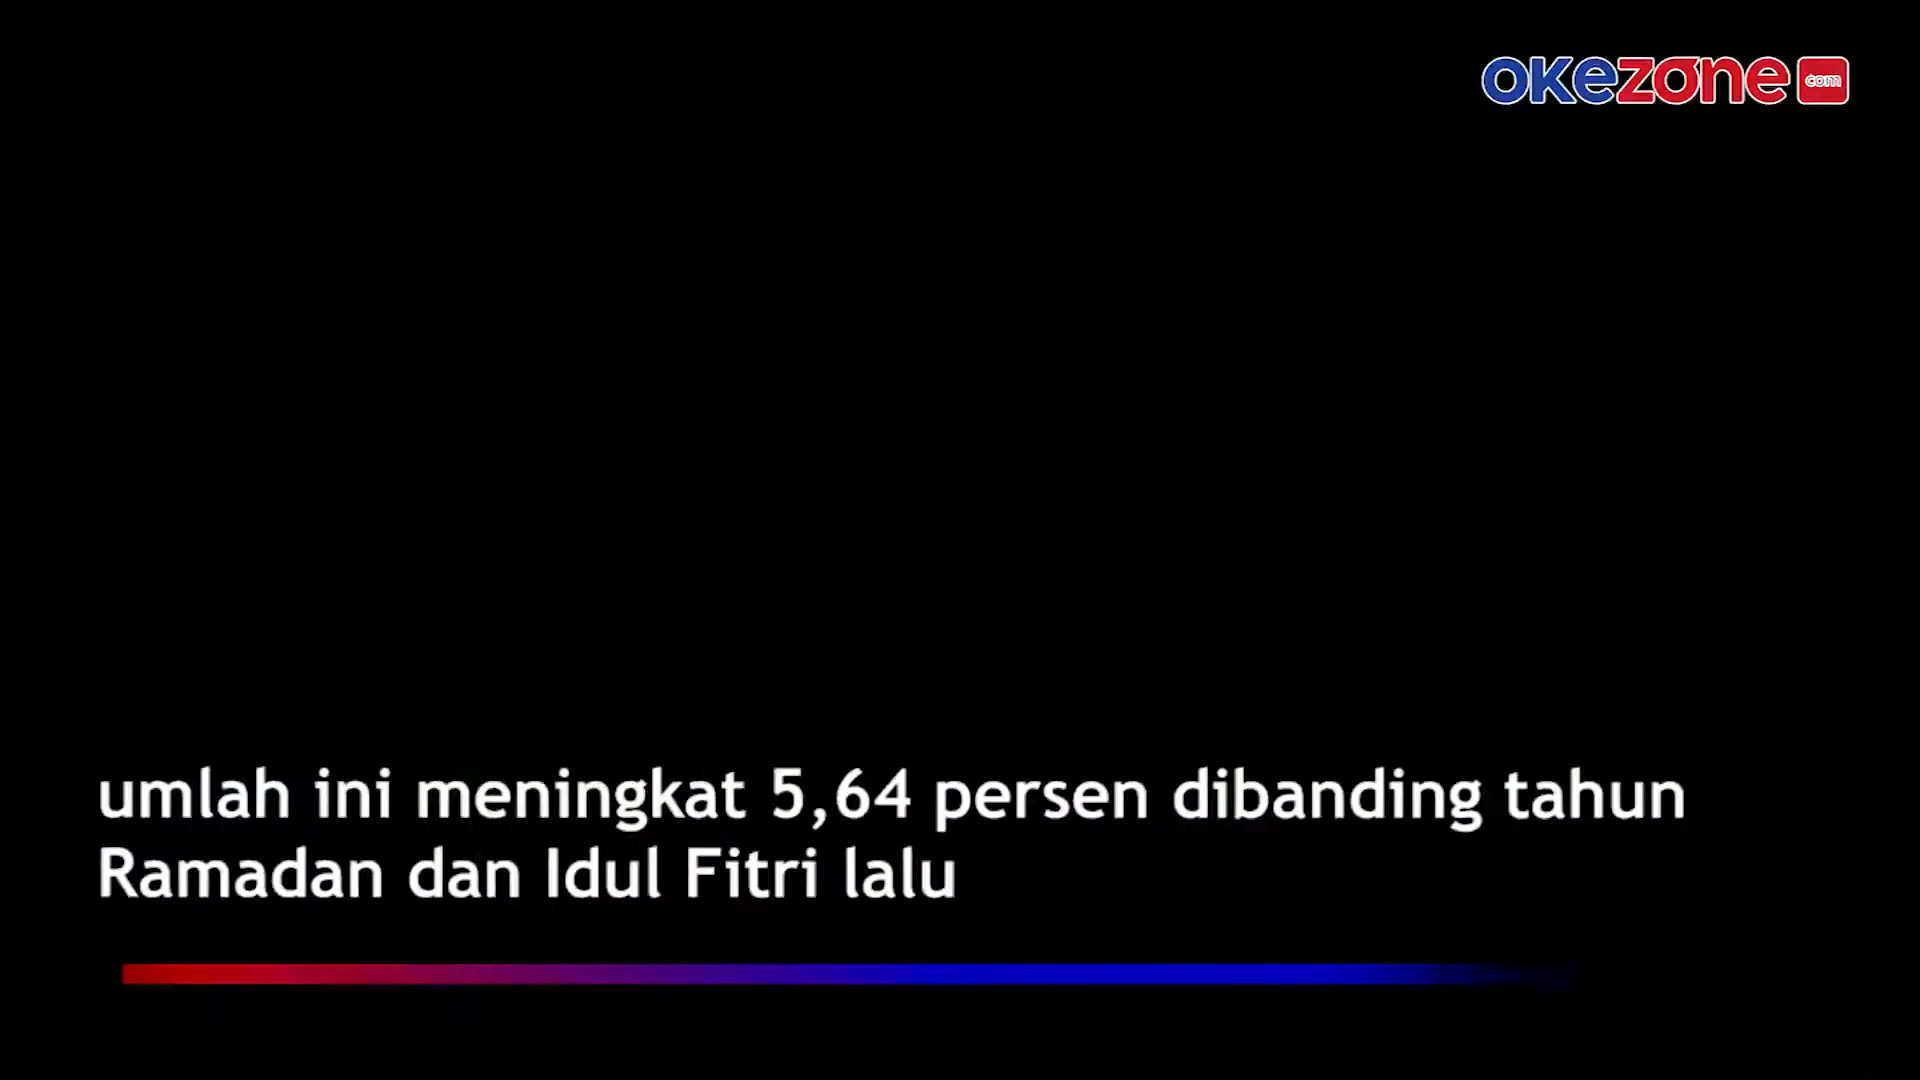 okezone com
umlah ini meningkat 5,64 persen dibanding tahun
Ramadan dan Idul Fitri lalu